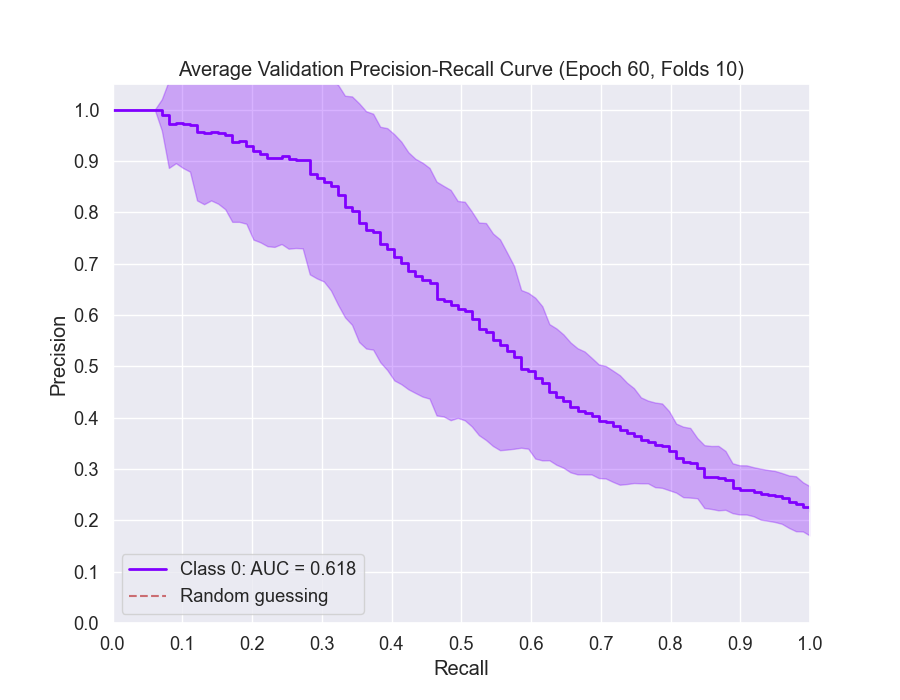 Average Validation Precision-Recall Curve (Epoch 60, Folds 10)
Precision
1.0
0.9
0.8
0.7
0.6
0.5
0.4
0.3
0.2
0.1
0.0
Class 0: AUC = 0.618
Random guessing
0.0 0.1 0.2 0.3 0.4 0.5 0.6 0.7 0.8 0.9 1.0
Recall